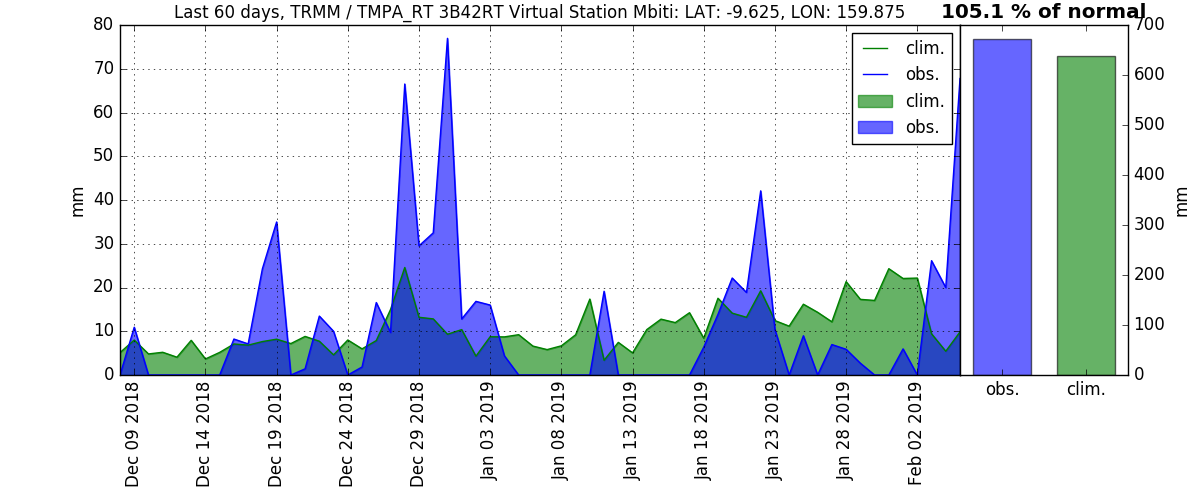 Last 60 days, TRMM / TMPA_RT 3B42RT Virtual Station Mbiti: LAT: -9.625, LON: 159.875
105.1 % of normal
80
70
60
50
40
30
20
10
0
mm
clim.
obs.
clim.
obs.
700
600
500
400
300
200
100
0
mm
Dec 09 2018
Dec 14 2018
Dec 19 2018
Dec 24 2018
Dec 29 2018
Jan 03 2019
Jan 08 2019
Jan 13 2019
Jan 18 2019
Jan 23 2019
Jan 28 2019
Feb 02 2019
obs.
clim.